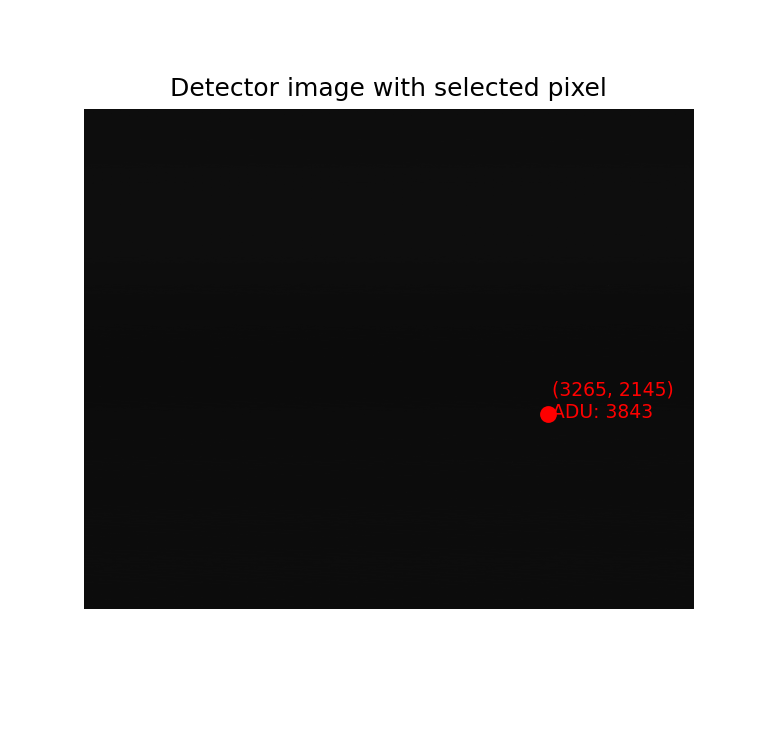 Detector image with selected pixel
(3265, 2145)
ADU: 3843